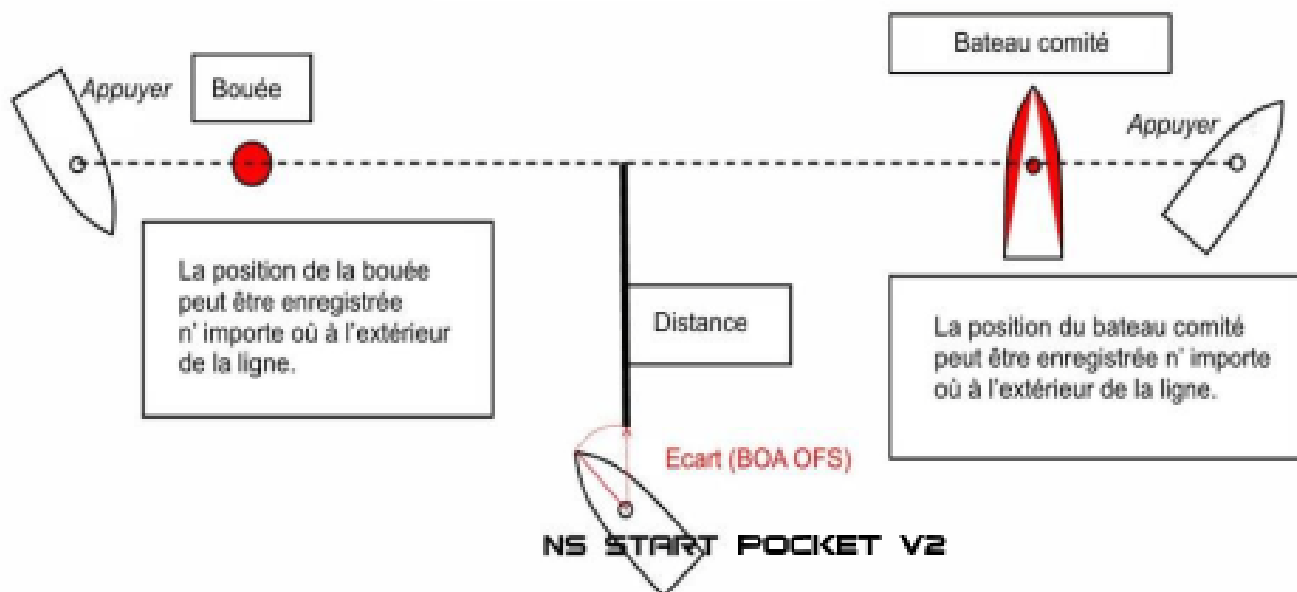 Bateau comité
Appuyer
Bouée
Appuyer
La position de la bouée
peut être enregistrée
n' importe où à l'extérieur
de la ligne.
Distance
La position du bateau comité
peut être enregistrée n' importe
où à l'extérieur de la ligne.
Ecart (BOA OFS)
NS START POCKET V2